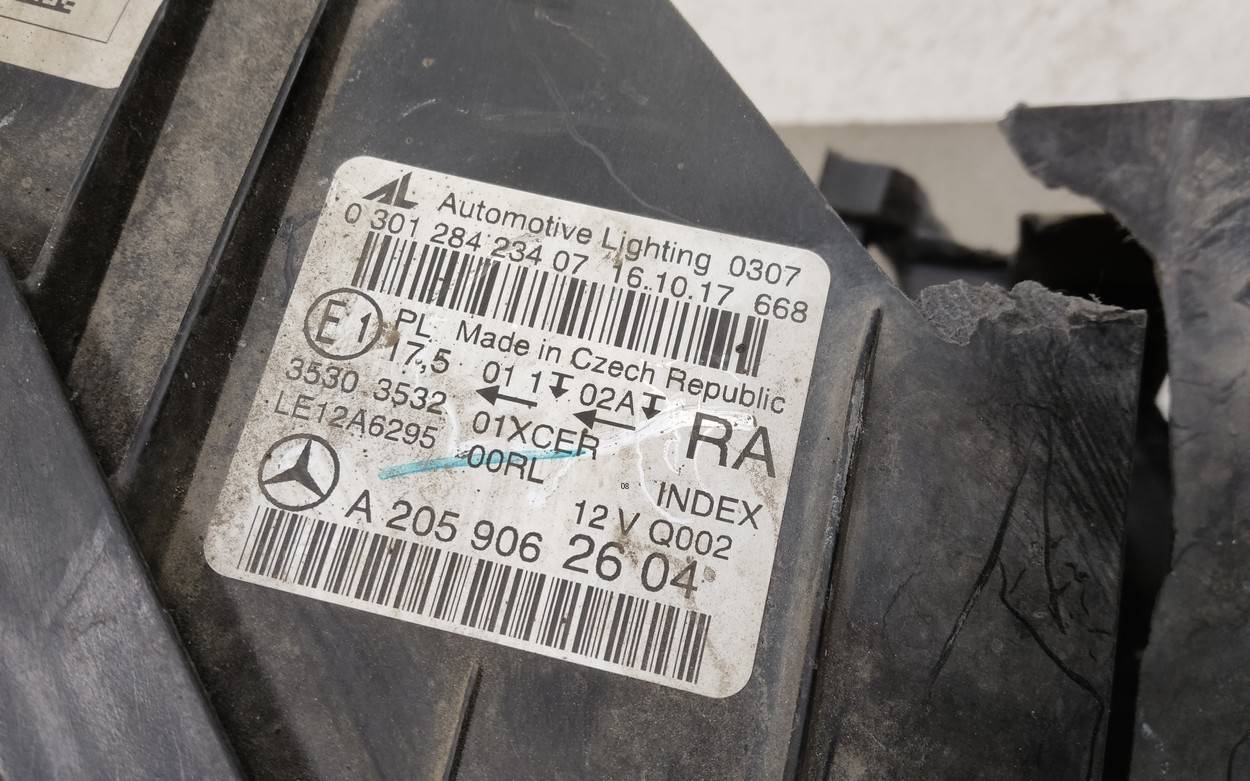 AL Automotive Lighting 0307
0 301 284 234 07 16.10.17 668
E1 PL Made in Czech Republic
17,5 01 1 02A
3530 3532 01XCER RA
LE12A6295 00RL
08 INDEX
12 V Q002
A 205 906 26 04